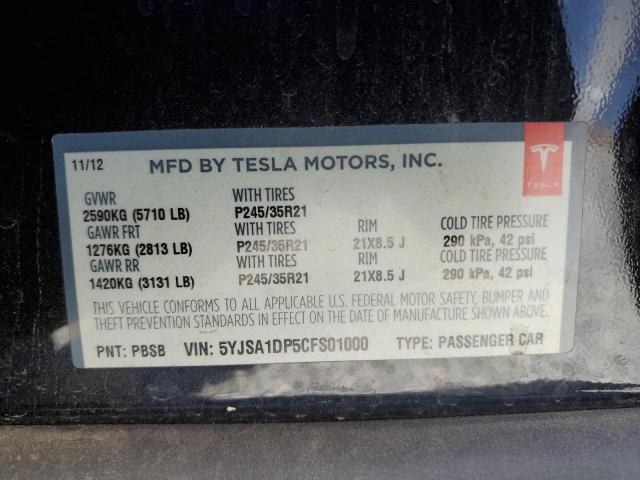 11/12 MFD BY TESLA MOTORS, INC.
TESLA
GVWR WITH TIRES
2590KG (5710 LB) P245/35R21
GAWR FRT WITH TIRES RIM COLD TIRE PRESSURE
1276KG (2813 LB) P245/35R21 21X8.5 J 290 kPa, 42 psi
GAWR RR WITH TIRES RIM COLD TIRE PRESSURE
1420KG (3131 LB) P245/35R21 21X8.5 J 290 kPa, 42 psi
THIS VEHICLE CONFORMS TO ALL APPLICABLE U.S. FEDERAL MOTOR SAFETY, BUMPER AND
THEFT PREVENTION STANDARDS IN EFFECT ON THE DATE OF MANUFACTURE SHOWN ABOVE.
PNT: PBSB VIN: 5YJSA1DP5CFS01000 TYPE: PASSENGER CAR